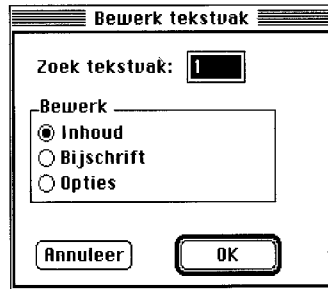 Bewerk tekstvak
Zoek tekstvak: 1
Bewerk
Inhoud
Bijschrift
Opties
Annuleer OK